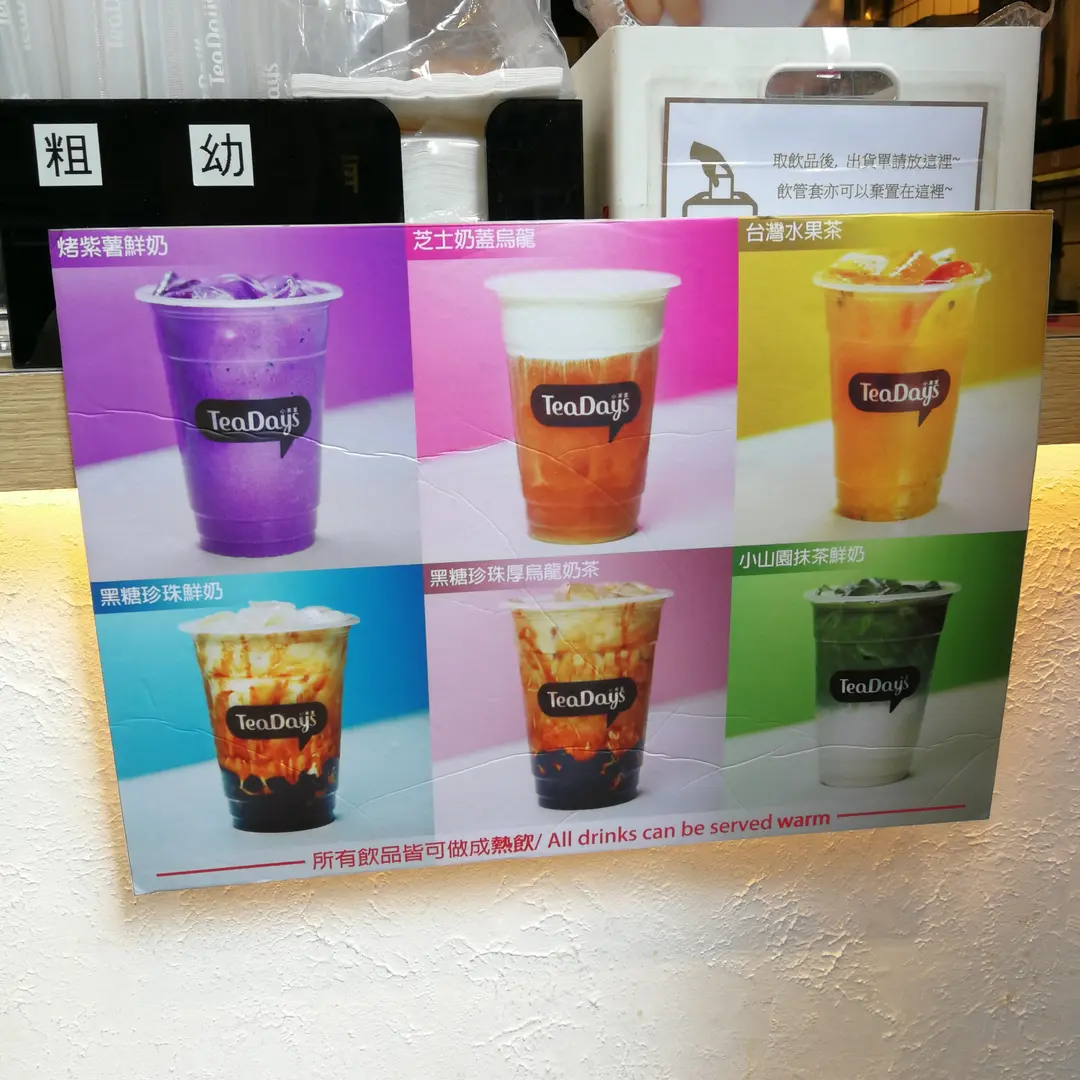 TeaDays
粗
幼
取飲品後, 出貨單請放這裡~
飲管套亦可以棄置在這裡~
烤紫薯鮮奶
芝士奶蓋烏龍
台灣水果茶
TeaDays
TeaDays
TeaDays
黑糖珍珠鮮奶
黑糖珍珠厚烏龍奶茶
小山園抹茶鮮奶
TeaDays
TeaDays
TeaDays
所有飲品皆可做成熱飲/ All drinks can be served warm